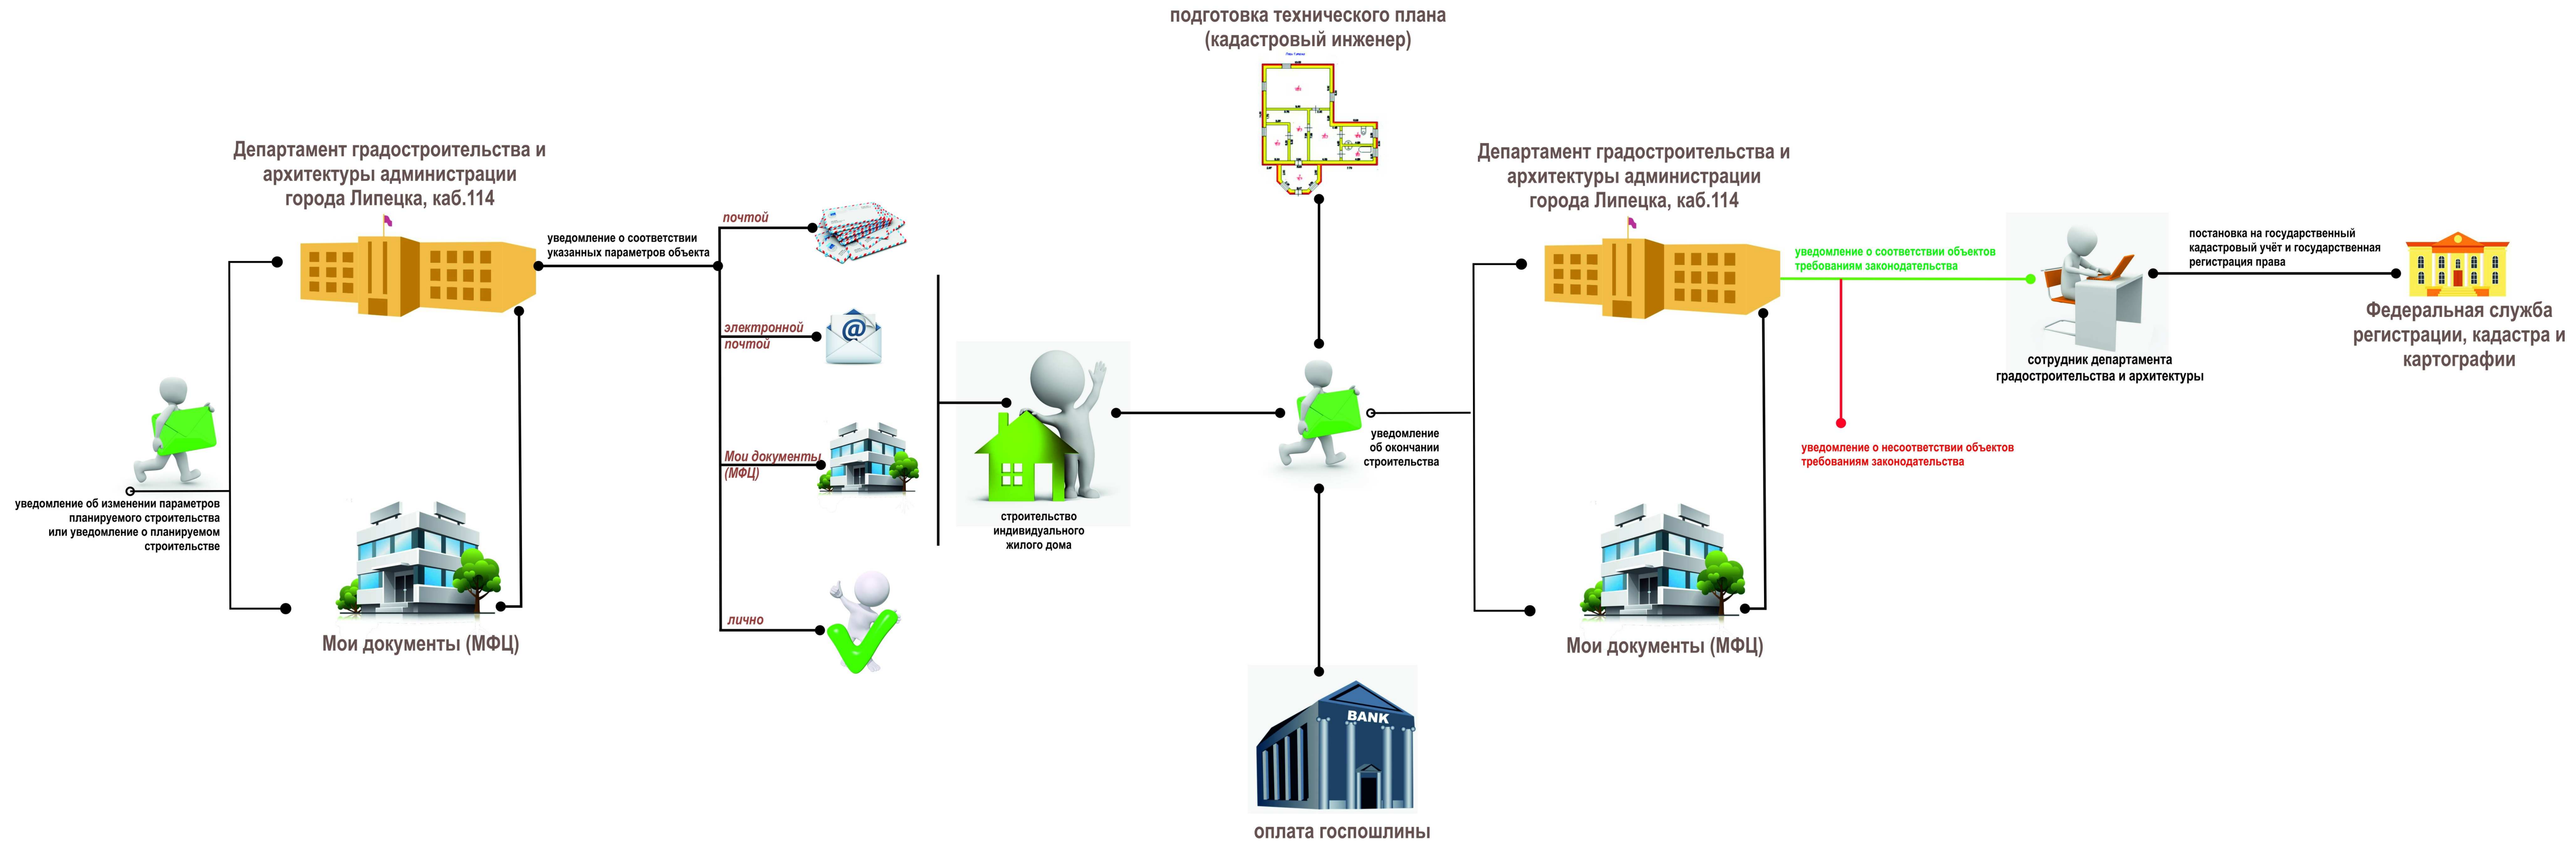 подготовка технического плана
(кадастровый инженер)
Департамент градостроительства и
архитектуры администрации
города Липецка, каб.114
уведомление о соответствии
указанных параметров объекта
почтой
электронной
почтой
Мои документы
(МФЦ)
лично
уведомление об изменении параметров
планируемого строительства
или уведомление о планируемом
строительстве
Мои документы (МФЦ)
строительство
индивидуального
жилого дома
уведомление
об окончании
строительства
BANK
оплата госпошлины
Департамент градостроительства и
архитектуры администрации
города Липецка, каб.114
Мои документы (МФЦ)
уведомление о соответствии объектов
требованиям законодательства
уведомление о несоответствии объектов
требованиям законодательства
сотрудник департамента
градостроительства и архитектуры
постановка на государственный
кадастровый учёт и государственная
регистрация права
Федеральная служба
регистрации, кадастра и
картографии